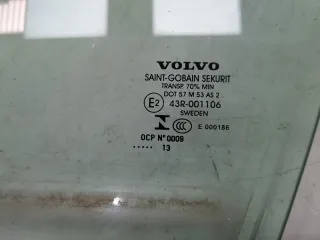 VOLVO
SAINT-GOBAIN SEKURIT
TRANSP. 70% MIN
DOT 57 M 53 AS 2
E2 43R-001106
SWEDEN
CCC E 000186
OCP N°0009
..... 13